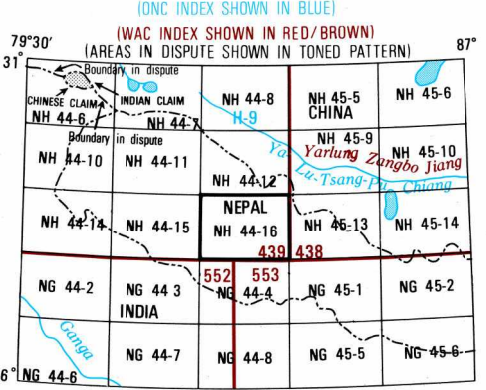 (ONC INDEX SHOWN IN BLUE)
(WAC INDEX SHOWN IN RED/BROWN)
(AREAS IN DISPUTE SHOWN IN TONED PATTERN)
79°30′ 87°
31°
Boundary in dispute
CHINESE CLAIM INDIAN CLAIM
NH 44-6 NH 44-7 NH 44-8 NH 45-5 NH 45-6
H-9 CHINA
Boundary in dispute
NH 44-10 NH 44-11 NH 44-12 NH 45-9 NH 45-10
Yarlung Zangbo Jiang
Ya-Lu-Tsang-Pu Chiang
NEPAL
NH 44-14 NH 44-15 NH 44-16 NH 45-13 NH 45-14
439 438
552 553
NG 44-2 NG 44 3 NG 44-4 NG 45-1 NG 45-2
INDIA
Ganga
NG 44-6 NG 44-7 NG 44-8 NG 45-5 NG 45-6
6°